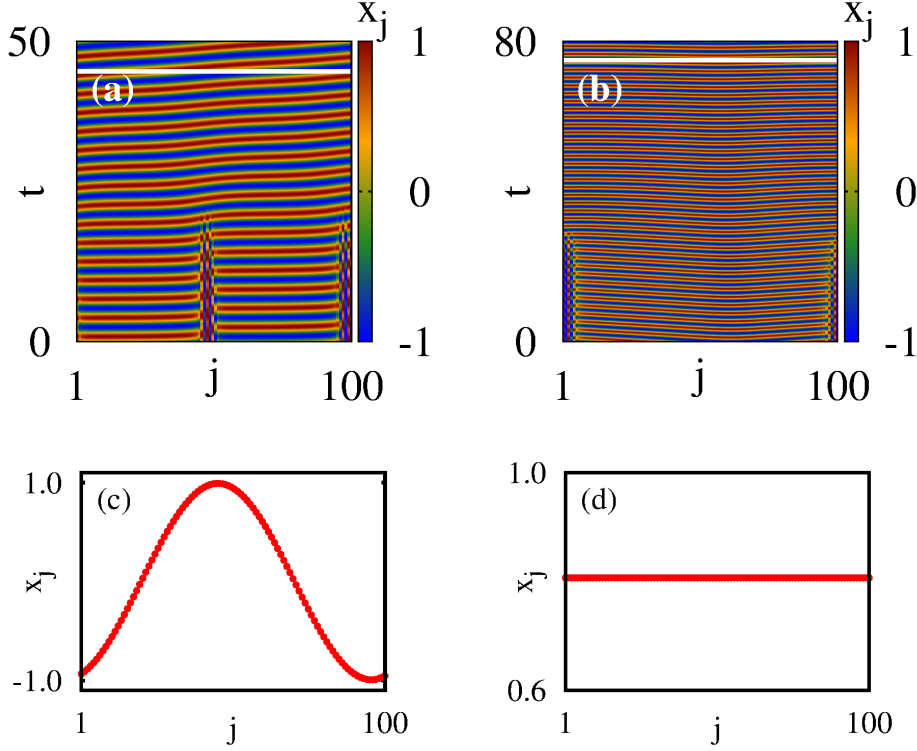 x_j x_j
50 (a) 1 80 (b) 1
t 0 t 0
0 -1 0 -1
1 j 100 1 j 100
1.0 (c) 1.0 (d)
x_j x_j
-1.0 0.6
1 j 100 1 j 100